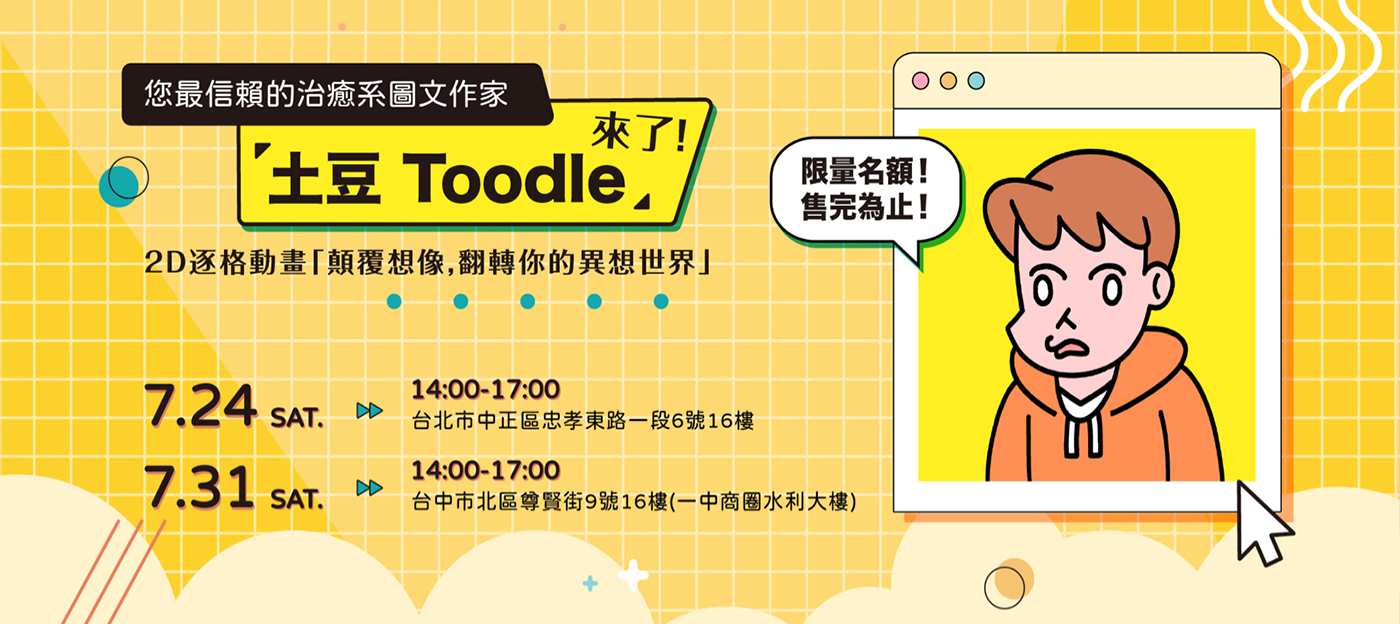 您最信賴的治癒系圖文作家
來了!
「土豆 Toodle」
2D逐格動畫「顛覆想像,翻轉你的異想世界」
限量名額!
售完為止!
7.24 SAT.
14:00-17:00
台北市中正區忠孝東路一段6號16樓
7.31 SAT.
14:00-17:00
台中市北區尊賢街9號16樓(一中商圈水利大樓)